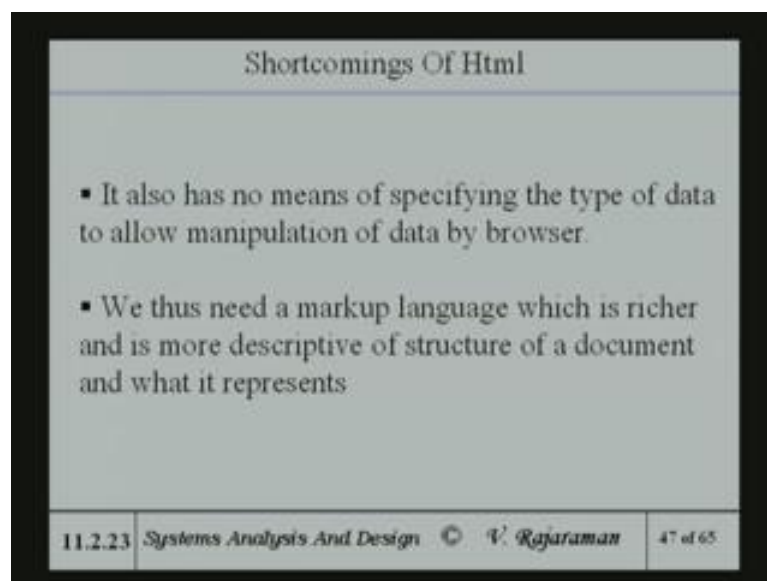 Shortcomings Of Html
▪ It also has no means of specifying the type of data
to allow manipulation of data by browser.
▪ We thus need a markup language which is richer
and is more descriptive of structure of a document
and what it represents
11.2.23 Systems Analysis And Design © V. Rajaraman 47 of 65